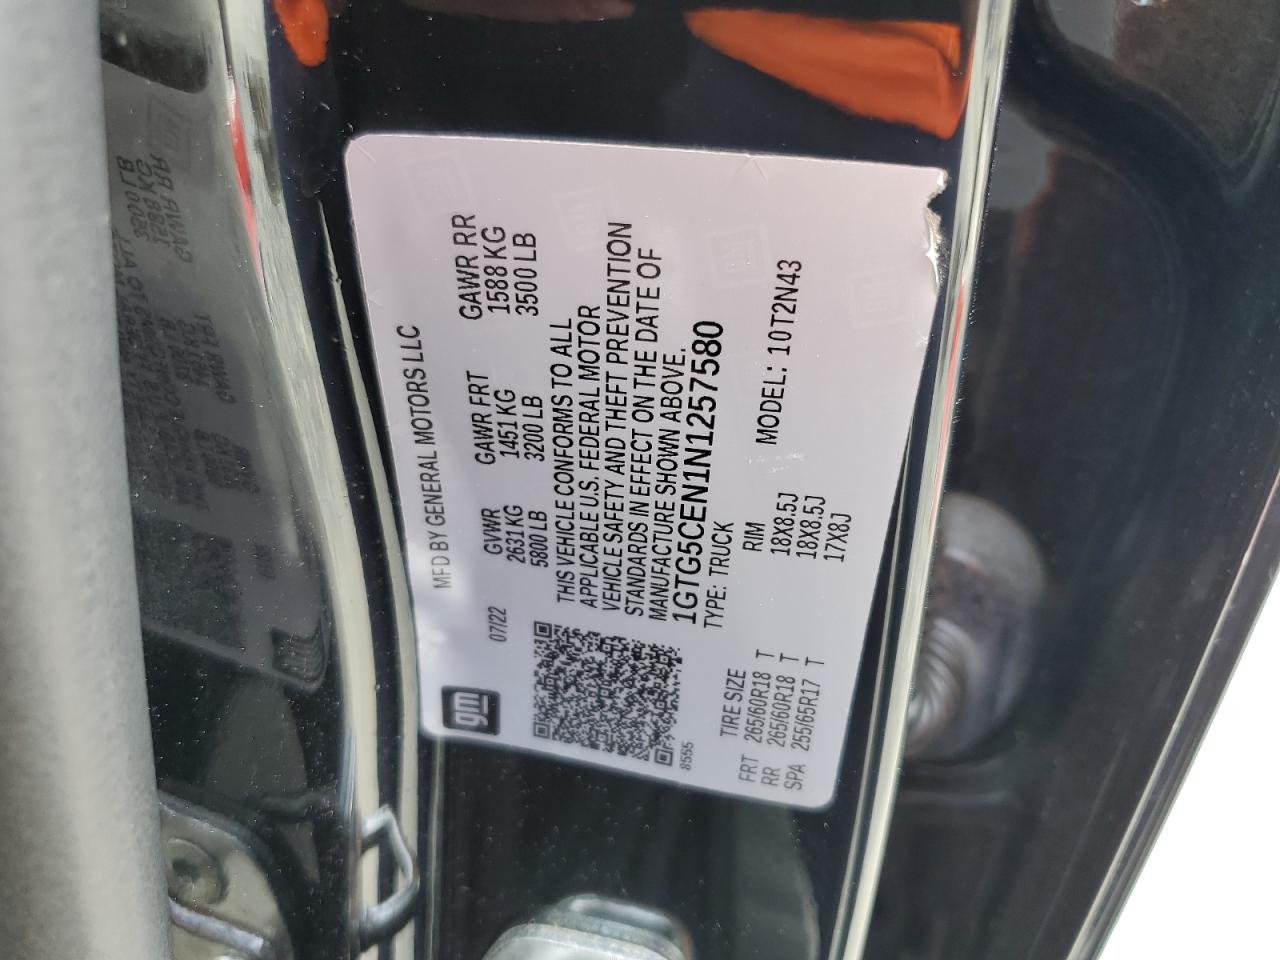 gm
MFD BY GENERAL MOTORS LLC
07/22
GVWR GAWR FRT GAWR RR
2631 KG 1451 KG 1588 KG
5800 LB 3200 LB 3500 LB
THIS VEHICLE CONFORMS TO ALL
APPLICABLE U.S. FEDERAL MOTOR
VEHICLE SAFETY AND THEFT PREVENTION
STANDARDS IN EFFECT ON THE DATE OF
MANUFACTURE SHOWN ABOVE.
1GTG5CEN1N1257580
8555
TYPE: TRUCK MODEL: 10T2N43
TIRE SIZE RIM
FRT 265/60R18 T 18X8.5J
RR 265/60R18 T 18X8.5J
SPA 255/65R17 T 17X8J